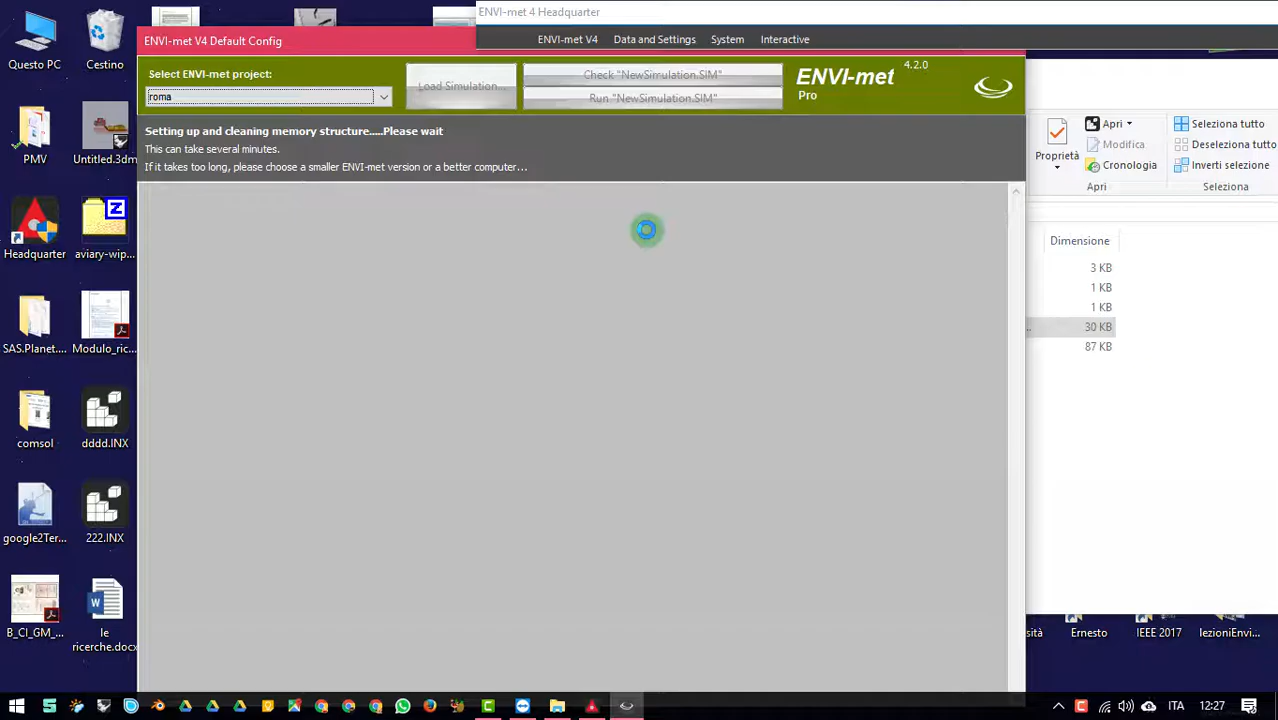 ENVI-met 4 Headquarter
ENVI-met V4 Data and Settings System Interactive
ENVI-met V4 Default Config
Select ENVI-met project:
roma
Load Simulation...
Check "NewSimulation.SIM"
Run "NewSimulation.SIM"
ENVI-met
Pro
4.2.0
Setting up and cleaning memory structure.....Please wait
This can take several minutes.
If it takes too long, please choose a smaller ENVI-met version or a better computer...
Questo PC
Cestino
PMV
Untitled.3dm
Headquarter
aviary-wip...
SAS.Planet....
Modulo_ric...
comsol
dddd.INX
google2Ter...
222.INX
B_CI_GM_...
le
ricerche.docx
Proprietà
Apri
Modifica
Cronologia
Apri
Seleziona tutto
Deseleziona tutto
Inverti selezione
Seleziona
Dimensione
3 KB
1 KB
1 KB
30 KB
87 KB
sità
Ernesto
IEEE 2017
lezioniEnvi...
ITA
12:27